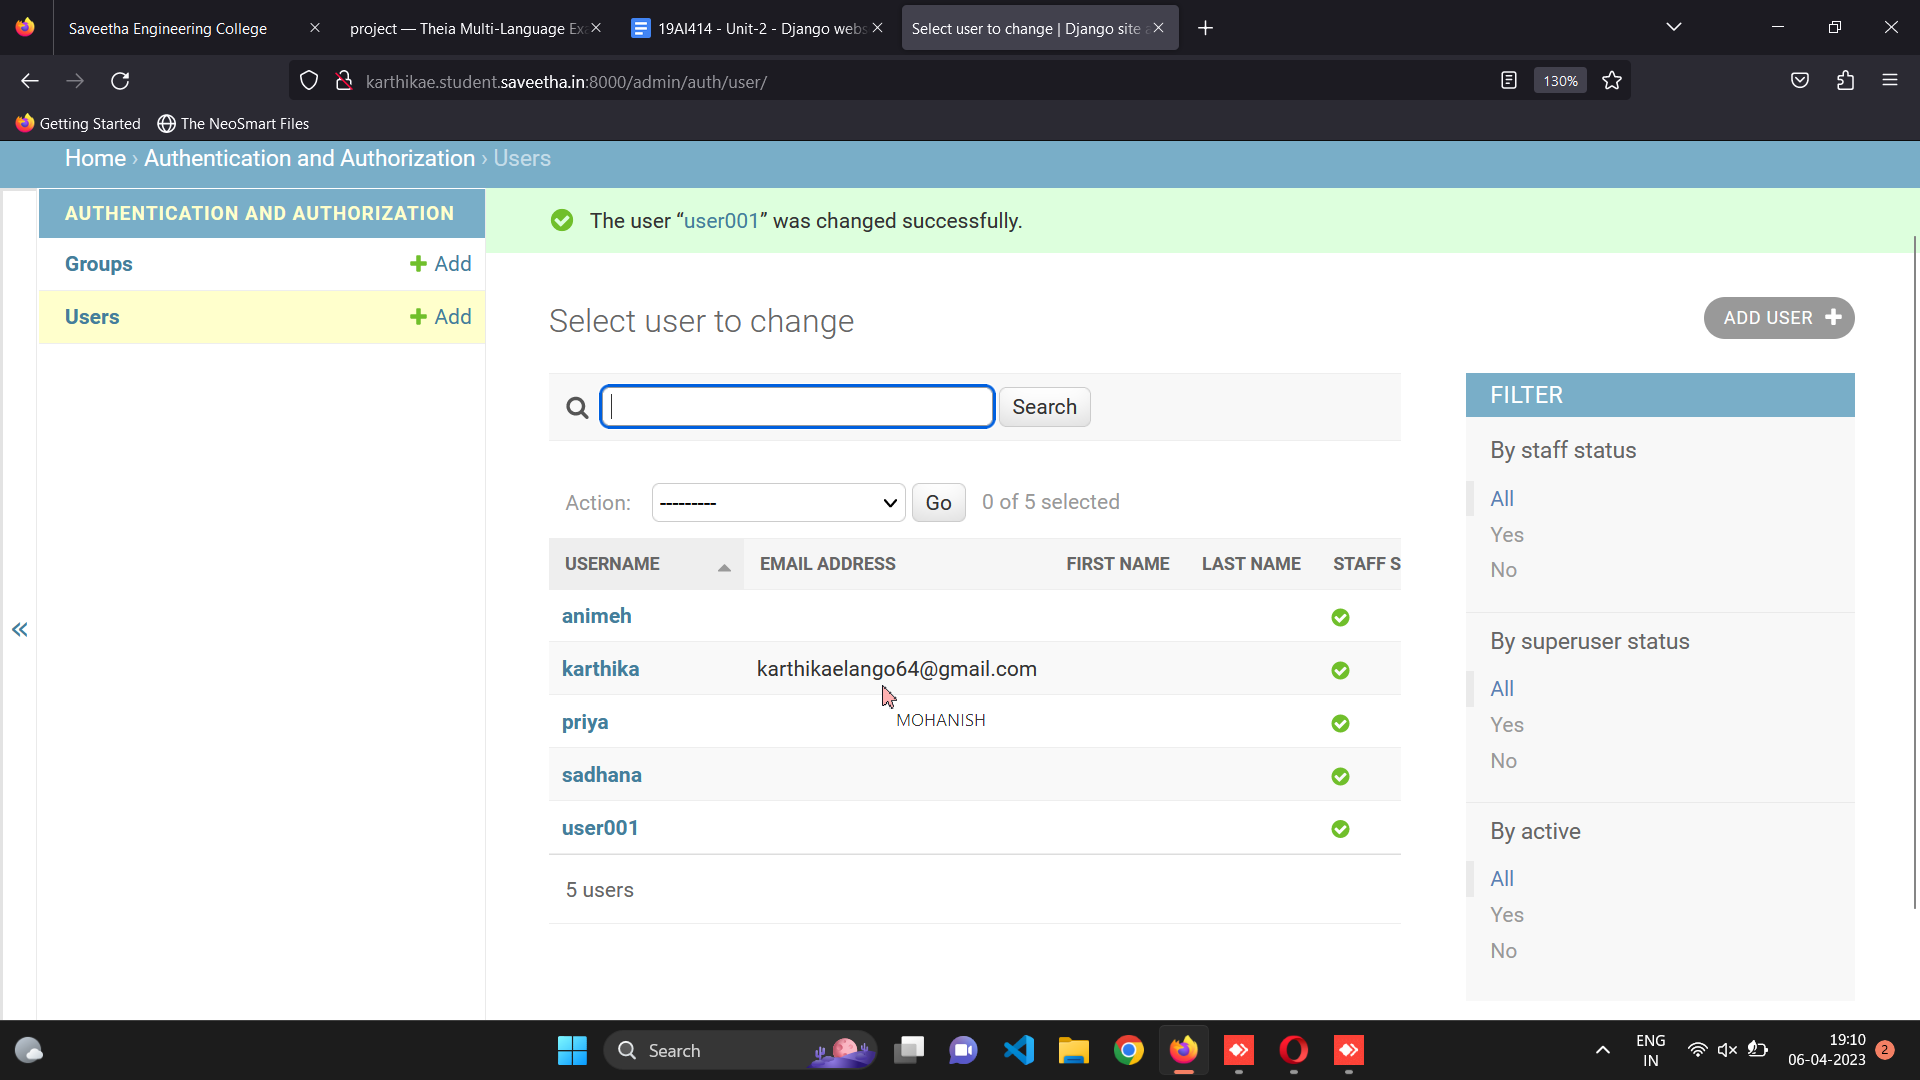 Saveetha Engineering College
project — Theia Multi-Language Ex
19AI414 - Unit-2 - Django webs
Select user to change | Django site a
karthikae.student.saveetha.in:8000/admin/auth/user/
130%
Getting Started
The NeoSmart Files
Home › Authentication and Authorization › Users
AUTHENTICATION AND AUTHORIZATION
Groups
Add
Users
Add
The user “user001” was changed successfully.
Select user to change
ADD USER
Search
Action:
---------
Go
0 of 5 selected
USERNAME EMAIL ADDRESS FIRST NAME LAST NAME STAFF S
animeh
karthika karthikaelango64@gmail.com
priya
MOHANISH
sadhana
user001
5 users
FILTER
By staff status
All
Yes
No
By superuser status
All
Yes
No
By active
All
Yes
No
Search
ENG
IN
19:10
06-04-2023
2